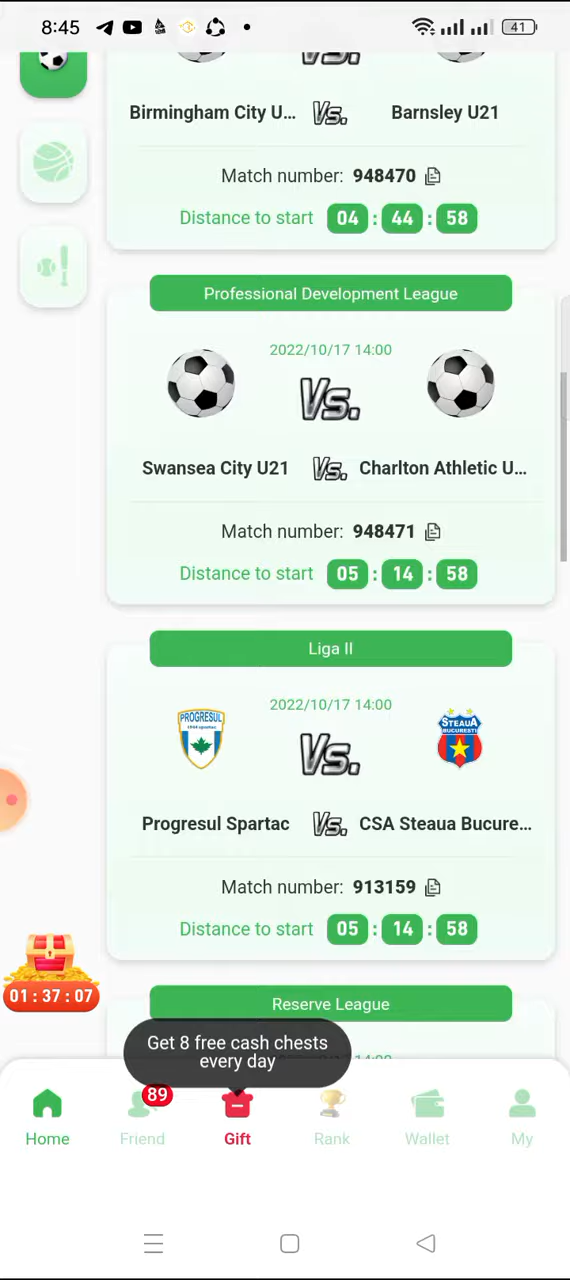 8:45
41
Vs.
Birmingham City U... Vs. Barnsley U21
Match number: 948470
Distance to start 04 : 44 : 58
Professional Development League
2022/10/17 14:00
Vs.
Swansea City U21 Vs. Charlton Athletic U...
Match number: 948471
Distance to start 05 : 14 : 58
Liga II
2022/10/17 14:00
PROGRESUL
1944 spartac
STEAUA
BUCURESTI
Vs.
Progresul Spartac Vs. CSA Steaua Bucure...
Match number: 913159
Distance to start 05 : 14 : 58
01 : 37 : 07
Reserve League
Get 8 free cash chests
every day
89
Home Friend Gift Rank Wallet My